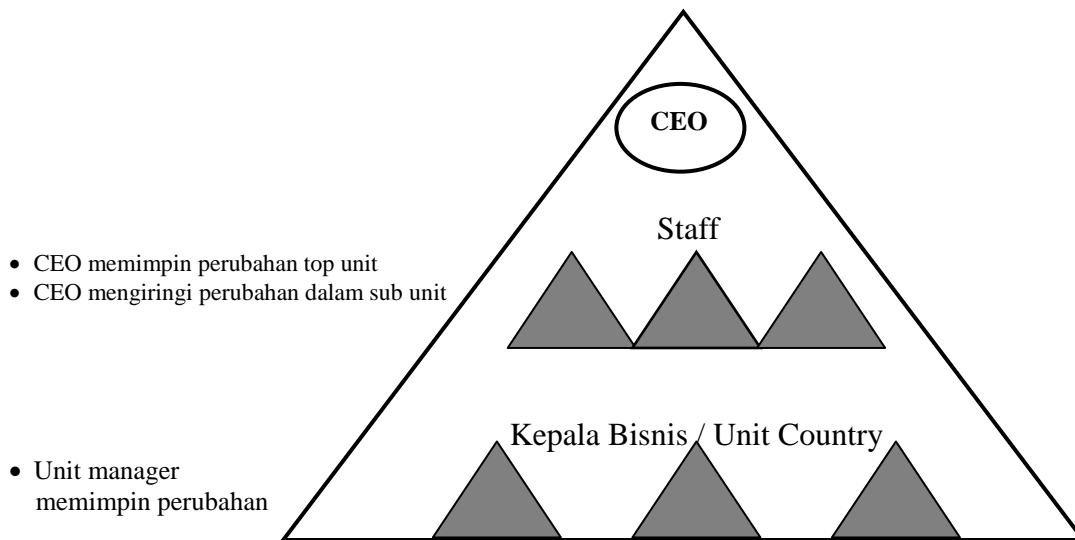 CEO
Staff
• CEO memimpin perubahan top unit
• CEO mengiringi perubahan dalam sub unit
Kepala Bisnis / Unit Country
• Unit manager
memimpin perubahan